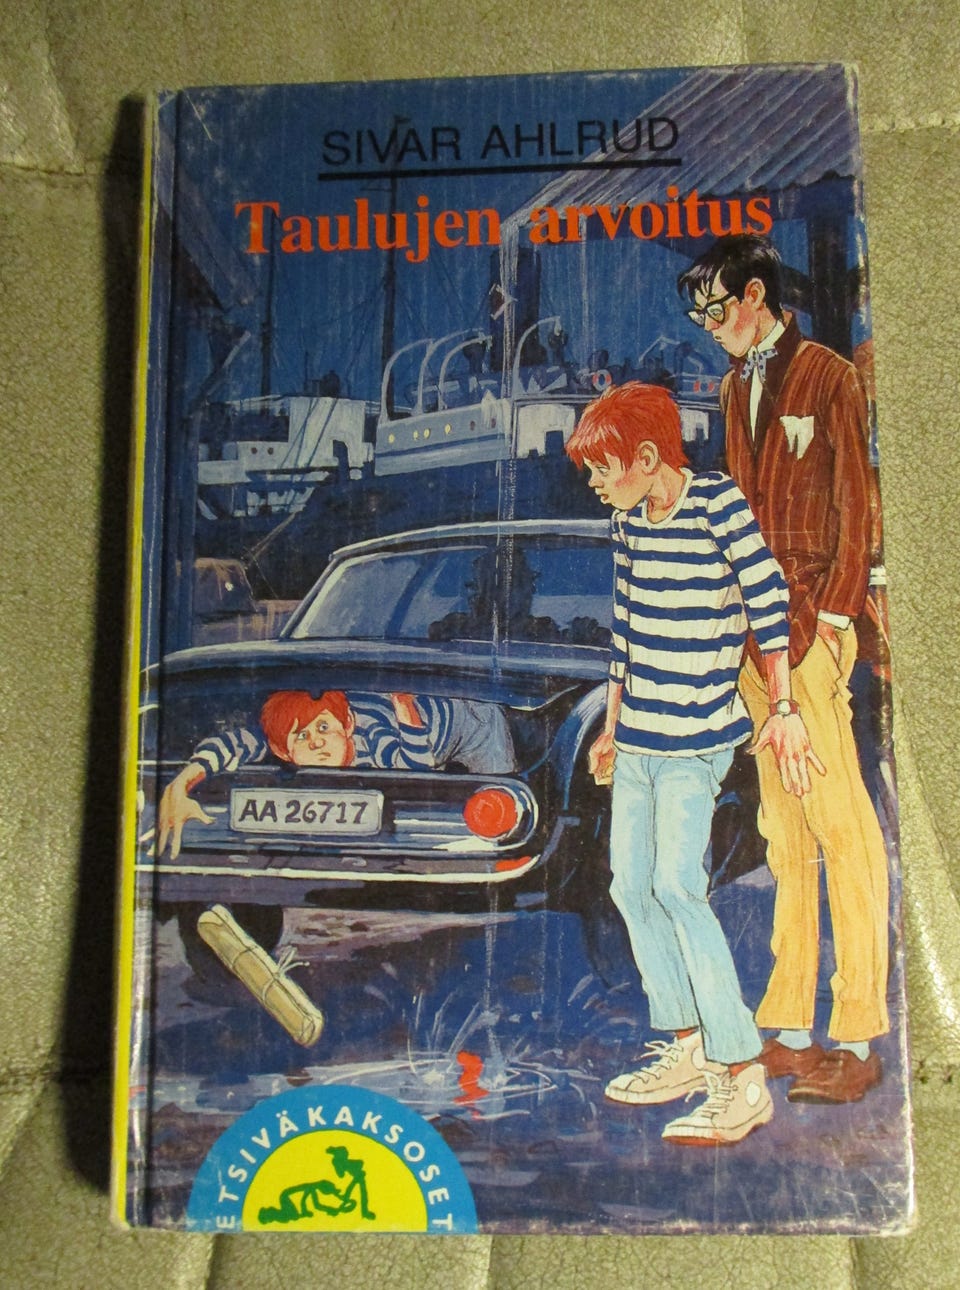 SIVAR AHLRUD
Taulujen arvoitus
AA 26717
ETSIVÄKAKSOSET